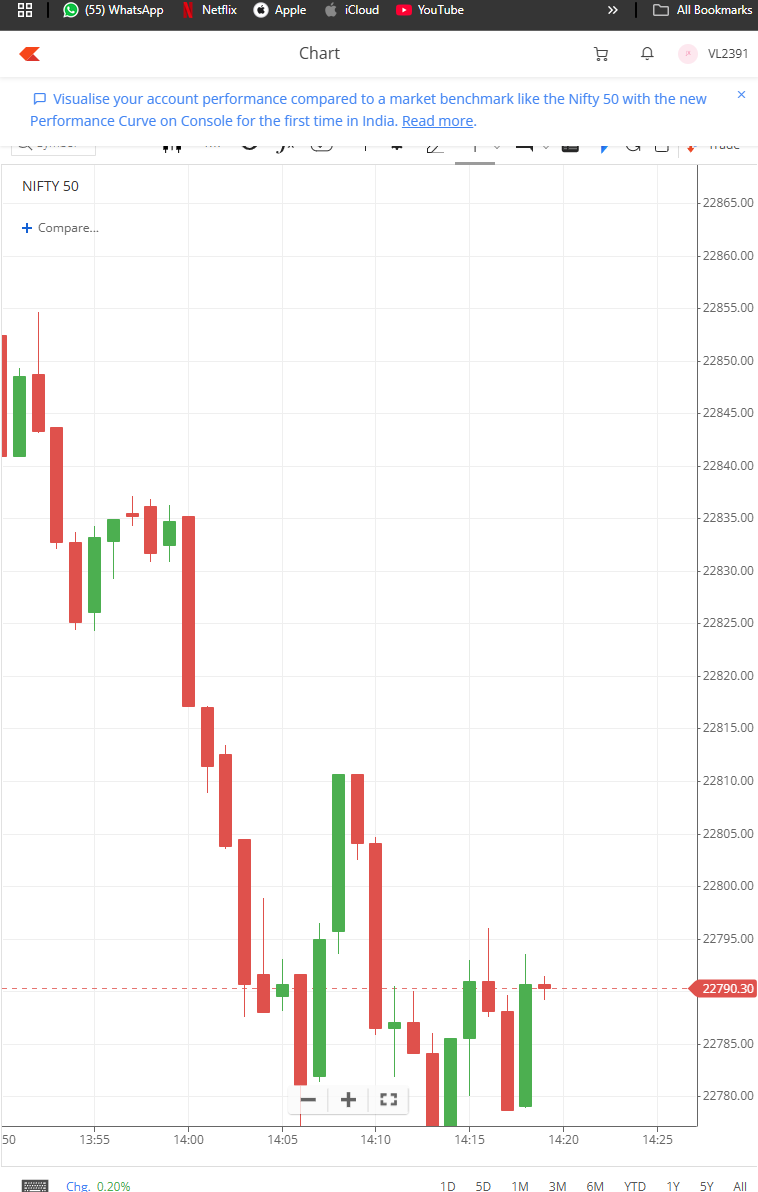 (55) WhatsApp Netflix Apple iCloud YouTube » All Bookmarks
Chart VL2391
Visualise your account performance compared to a market benchmark like the Nifty 50 with the new
Performance Curve on Console for the first time in India. Read more.
NIFTY 50
+ Compare...
22865.00
22860.00
22855.00
22850.00
22845.00
22840.00
22835.00
22830.00
22825.00
22820.00
22815.00
22810.00
22805.00
22800.00
22795.00
22790.30
22785.00
22780.00
50 13:55 14:00 14:05 14:10 14:15 14:20 14:25
Chg. 0.20% 1D 5D 1M 3M 6M YTD 1Y 5Y All